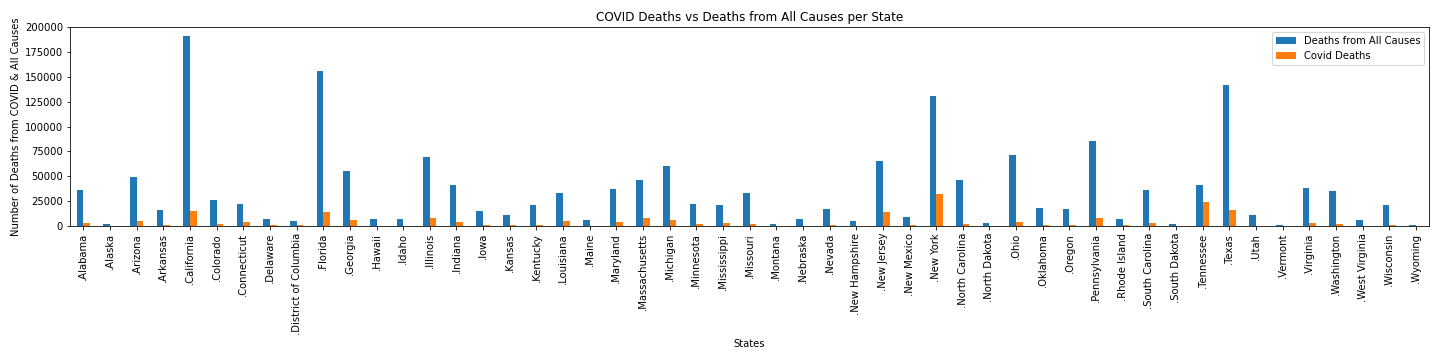 COVID Deaths vs Deaths from All Causes per State
Number of Deaths from COVID & All Causes
200000
175000
150000
125000
100000
75000
50000
25000
0
Deaths from All Causes
Covid Deaths
.Alabama
.Alaska
.Arizona
.Arkansas
.California
.Colorado
.Connecticut
.Delaware
.District of Columbia
.Florida
.Georgia
.Hawaii
.Idaho
.Illinois
.Indiana
.Iowa
.Kansas
.Kentucky
.Louisiana
.Maine
.Maryland
.Massachusetts
.Michigan
.Minnesota
.Mississippi
.Missouri
.Montana
.Nebraska
.Nevada
.New Hampshire
.New Jersey
.New Mexico
.New York
.North Carolina
.North Dakota
.Ohio
.Oklahoma
.Oregon
.Pennsylvania
.Rhode Island
.South Carolina
.South Dakota
.Tennessee
.Texas
.Utah
.Vermont
.Virginia
.Washington
.West Virginia
.Wisconsin
.Wyoming
States